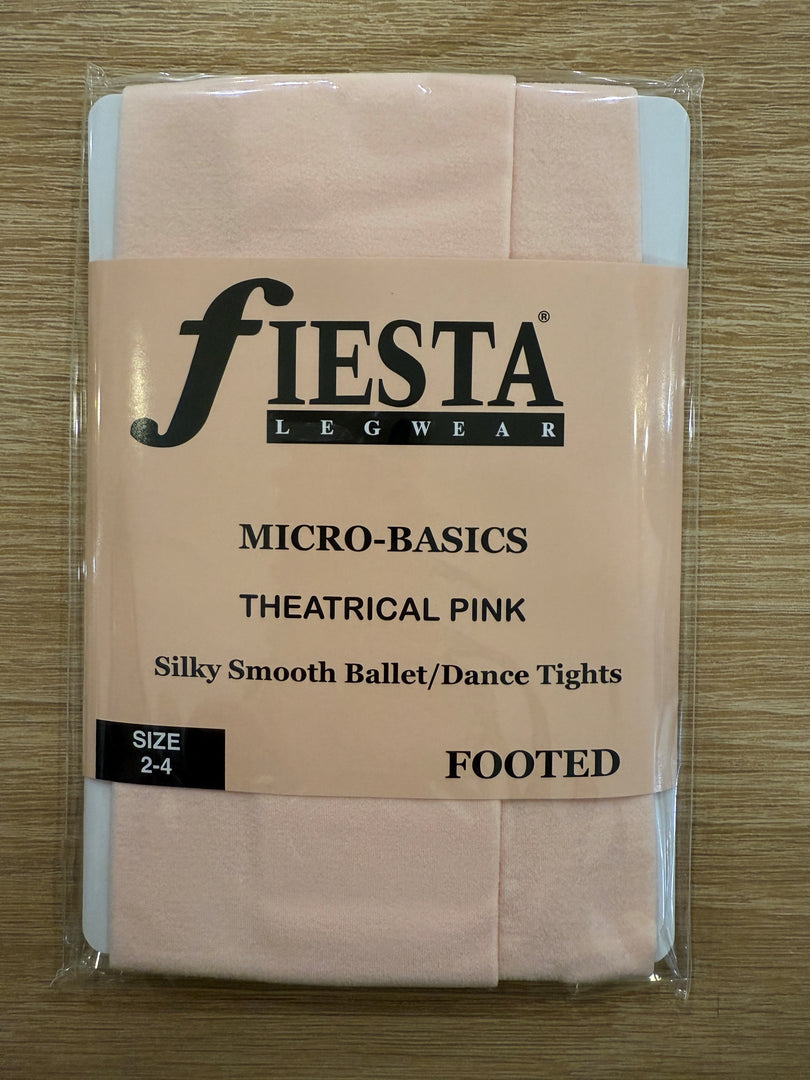 fIESTA®
LEGWEAR
MICRO-BASICS
THEATRICAL PINK
Silky Smooth Ballet/Dance Tights
SIZE
2-4
FOOTED